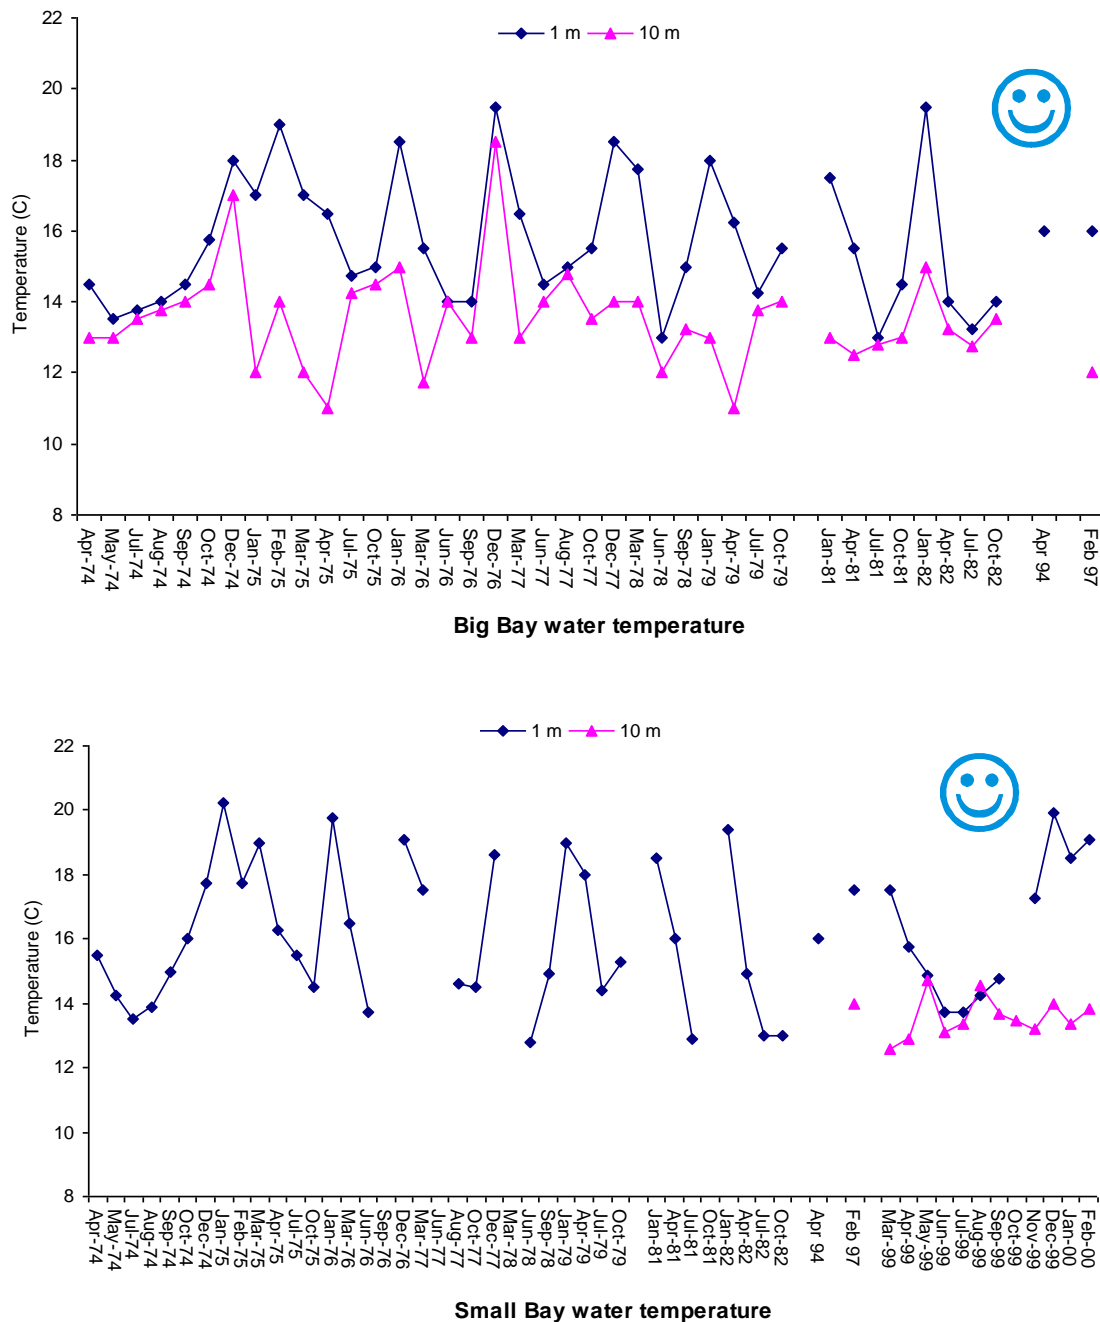 22
1 m 10 m
20
18
16
14
12
10
8
Temperature (C)
Apr-74
May-74
Jul-74
Aug-74
Sep-74
Oct-74
Dec-74
Jan-75
Feb-75
Mar-75
Apr-75
Jul-75
Oct-75
Jan-76
Mar-76
Jun-76
Sep-76
Dec-76
Mar-77
Jun-77
Aug-77
Oct-77
Dec-77
Mar-78
Jun-78
Sep-78
Jan-79
Apr-79
Jul-79
Oct-79
Jan-81
Apr-81
Jul-81
Oct-81
Jan-82
Apr-82
Jul-82
Oct-82
Apr 94
Feb 97
Big Bay water temperature
1 m 10 m
22
20
18
16
14
12
10
8
Temperature (C)
Apr-74
May-74
Jul-74
Aug-74
Sep-74
Oct-74
Dec-74
Jan-75
Feb-75
Mar-75
Apr-75
Jul-75
Oct-75
Jan-76
Mar-76
Jun-76
Sep-76
Dec-76
Mar-77
Jun-77
Aug-77
Oct-77
Dec-77
Mar-78
Jun-78
Sep-78
Jan-79
Apr-79
Jul-79
Oct-79
Jan-81
Apr-81
Jul-81
Oct-81
Jan-82
Apr-82
Jul-82
Oct-82
Apr 94
Feb 97
Mar-99
Apr-99
May-99
Jun-99
Jul-99
Aug-99
Sep-99
Oct-99
Nov-99
Dec-99
Jan-00
Feb-00
Small Bay water temperature